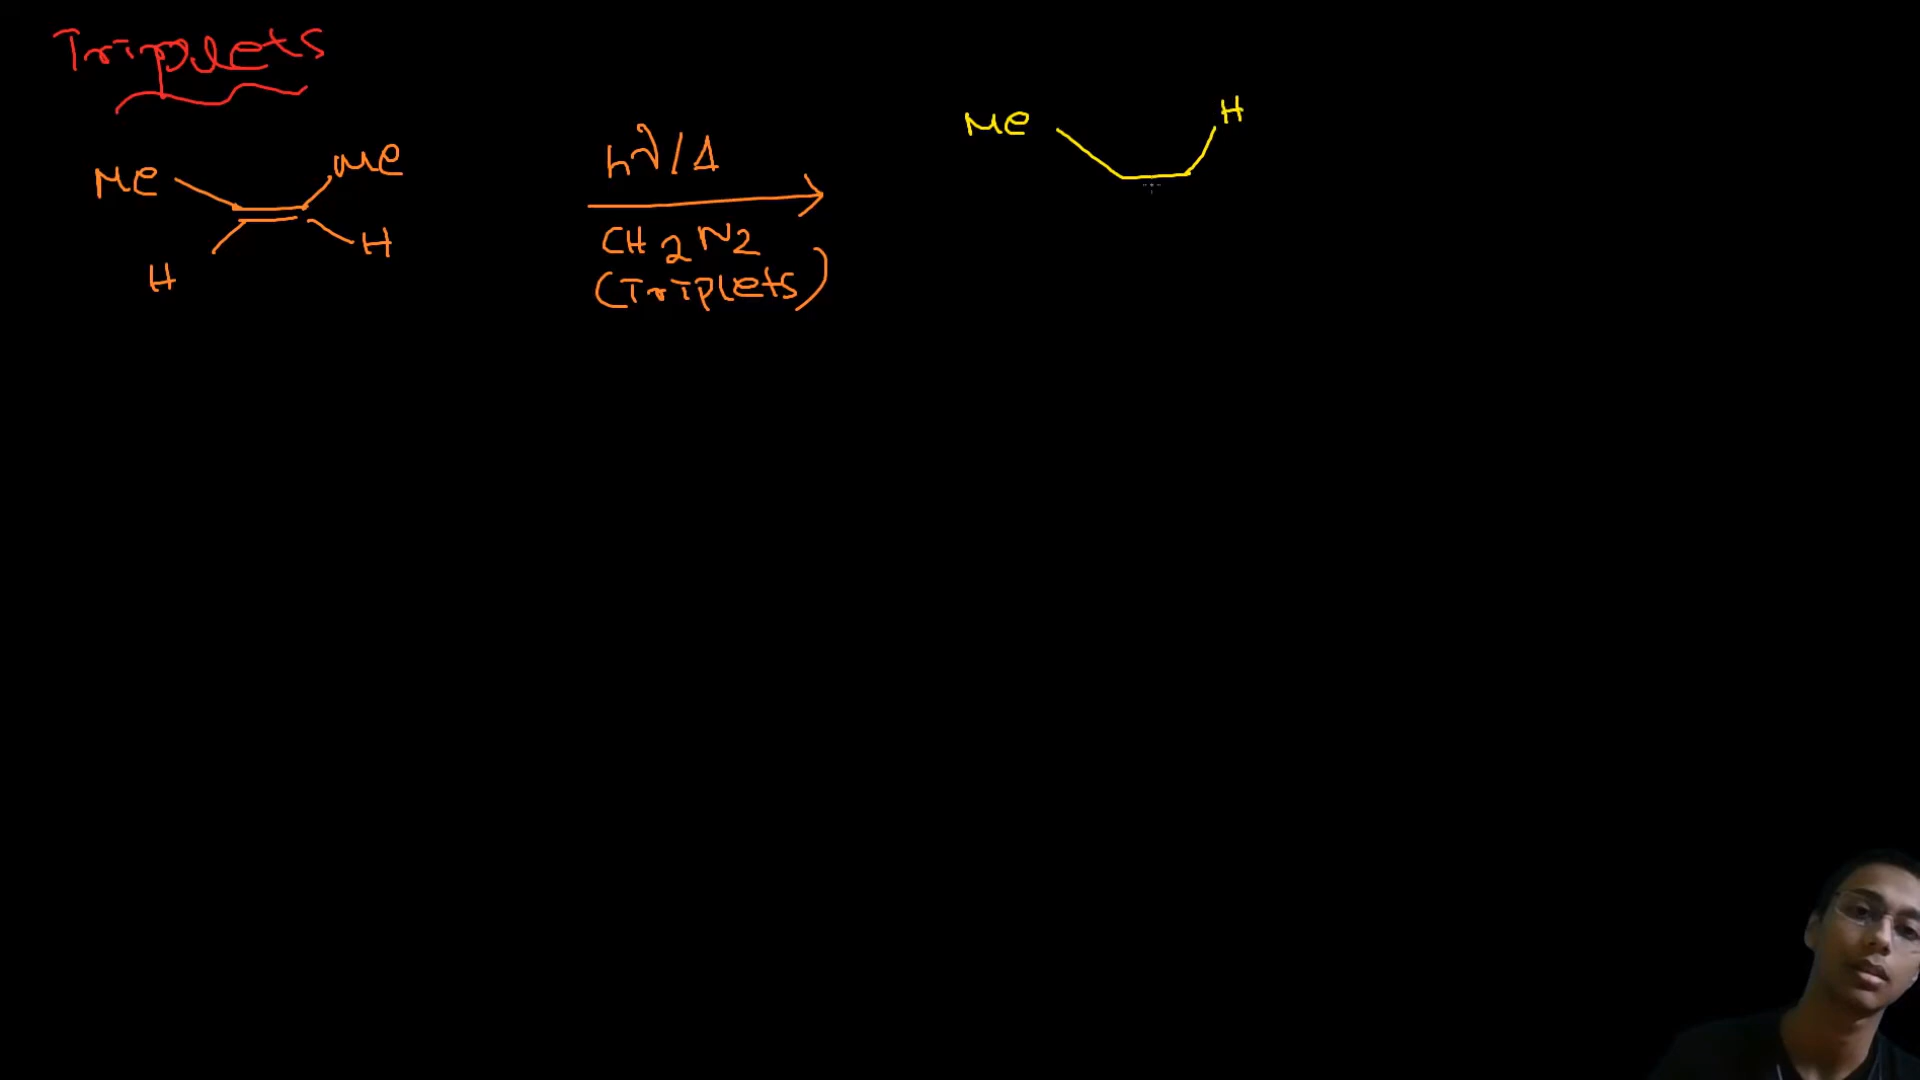 Triplets
Me Me
H H
hν/Δ
CH2N2
(Triplets)
Me H